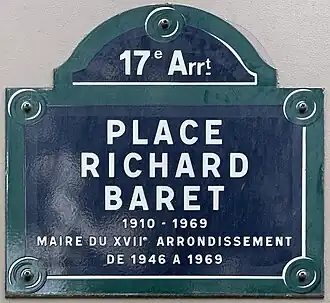 17e Arrt
PLACE
RICHARD
BARET
1910 - 1969
MAIRE DU XVIIe ARRONDISSEMENT
DE 1946 A 1969